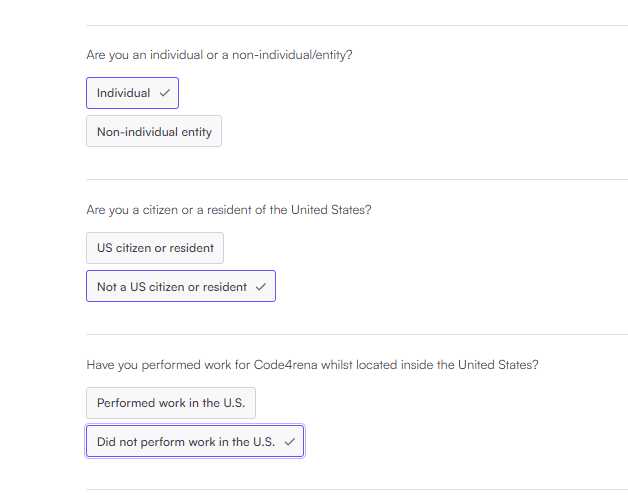 Are you an individual or a non-individual/entity?
Individual
Non-individual entity
Are you a citizen or a resident of the United States?
US citizen or resident
Not a US citizen or resident
Have you performed work for Code4rena whilst located inside the United States?
Performed work in the U.S.
Did not perform work in the U.S.